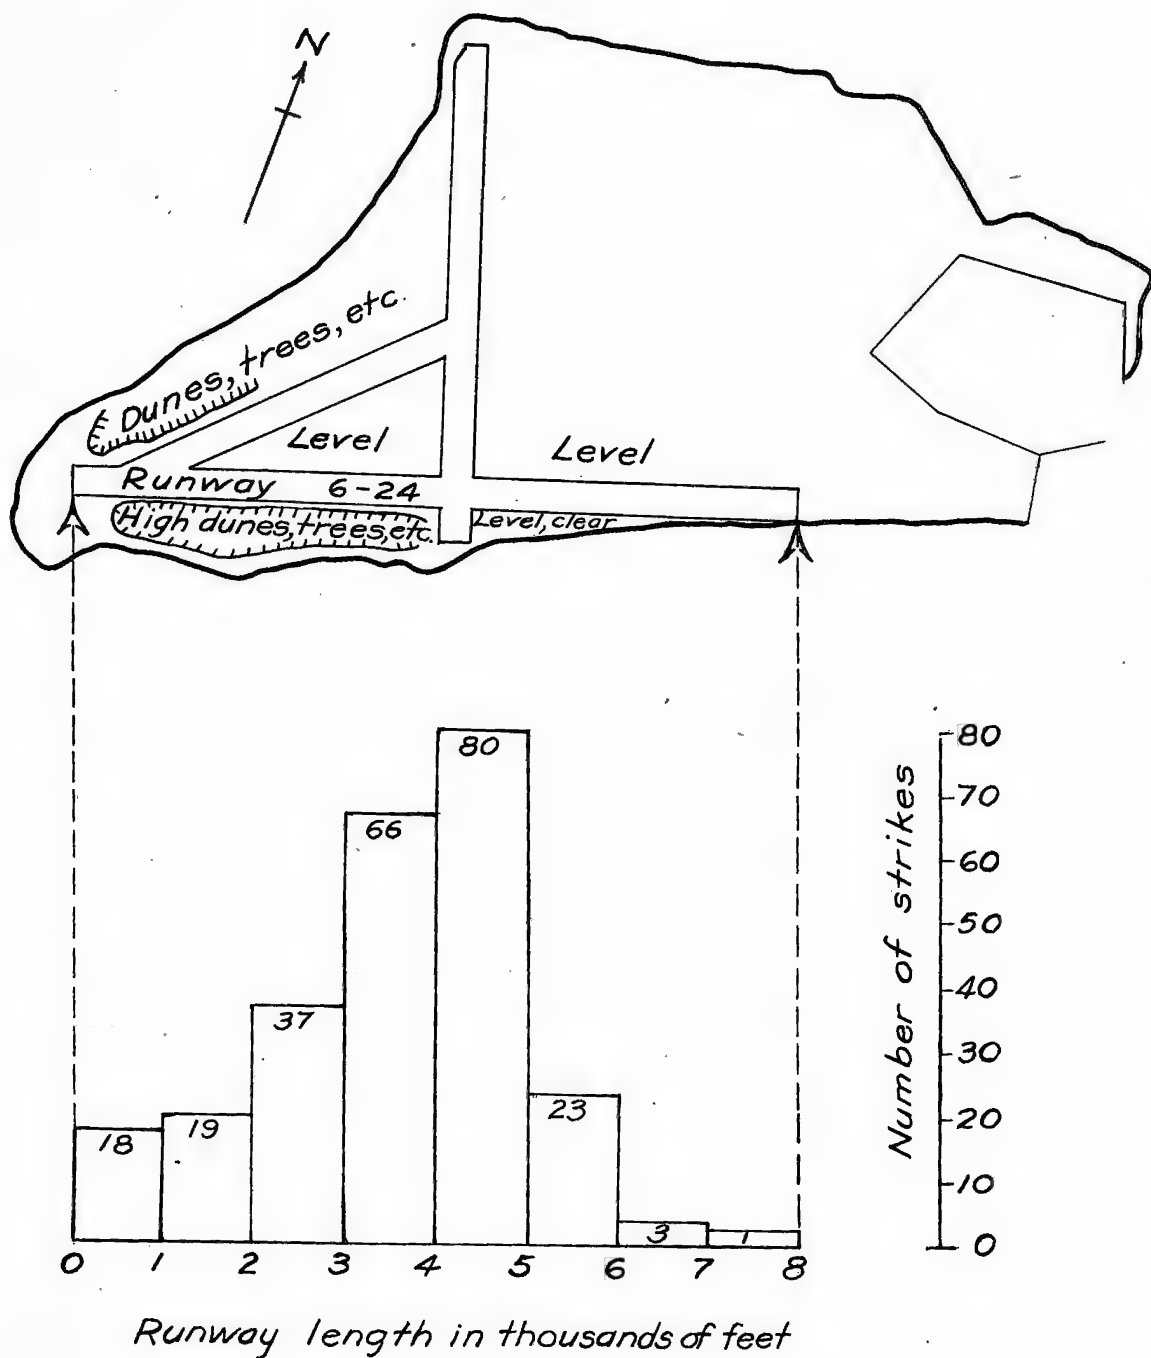 N
Dunes, trees, etc.
Level
Level
Runway 6-24
High dunes, trees, etc.
Level, clear
80
70
60
50
40
30
20
10
0
Number of strikes
18
19
37
66
80
23
3
1
0 1 2 3 4 5 6 7 8
Runway length in thousands of feet